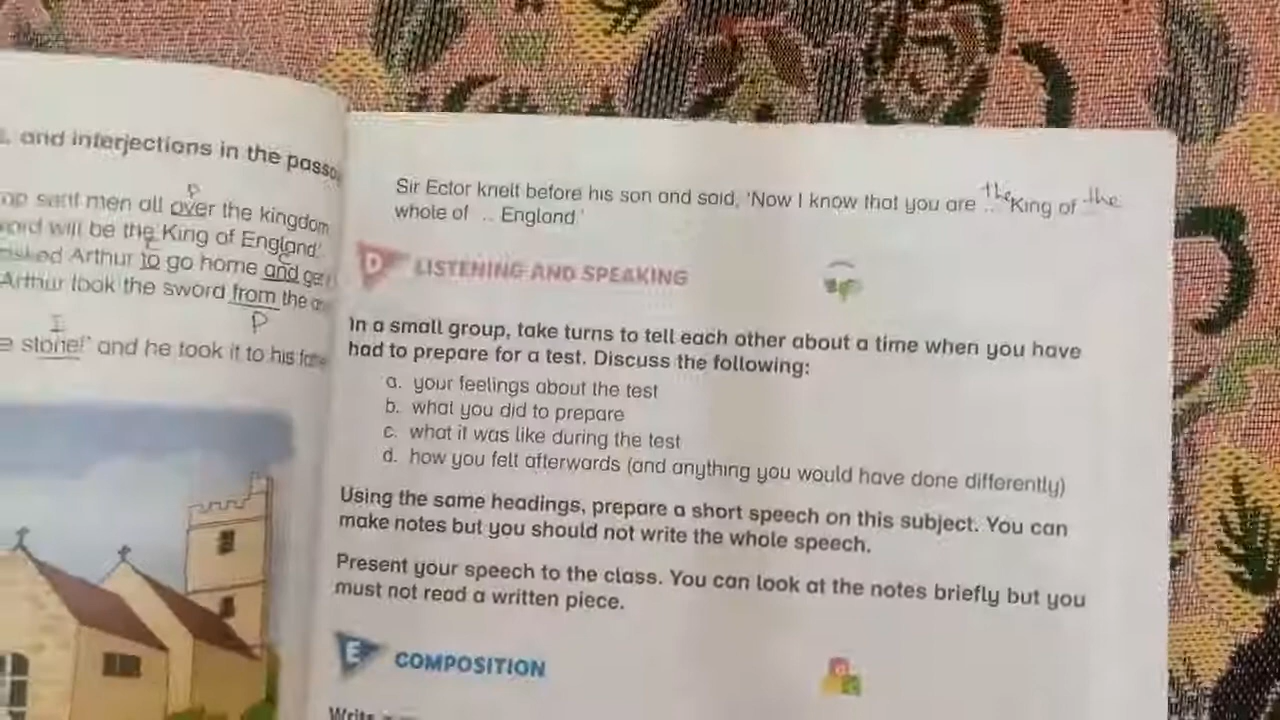 and interjections in the
men all over the kingdom
will be the King of England'.
Arthur to go home and
Arthur took the sword from the
stone!' and he took it to his
P
I
P
Sir Ector knelt before his son and said, 'Now I know that you are the King of the
whole of ... England.'
D LISTENING AND SPEAKING
In a small group, take turns to tell each other about a time when you have
had to prepare for a test. Discuss the following:
a. your feelings about the test
b. what you did to prepare
c. what it was like during the test
d. how you felt afterwards (and anything you would have done differently)
Using the same headings, prepare a short speech on this subject. You can
make notes but you should not write the whole speech.
Present your speech to the class. You can look at the notes briefly but you
must not read a written piece.
E COMPOSITION
Write